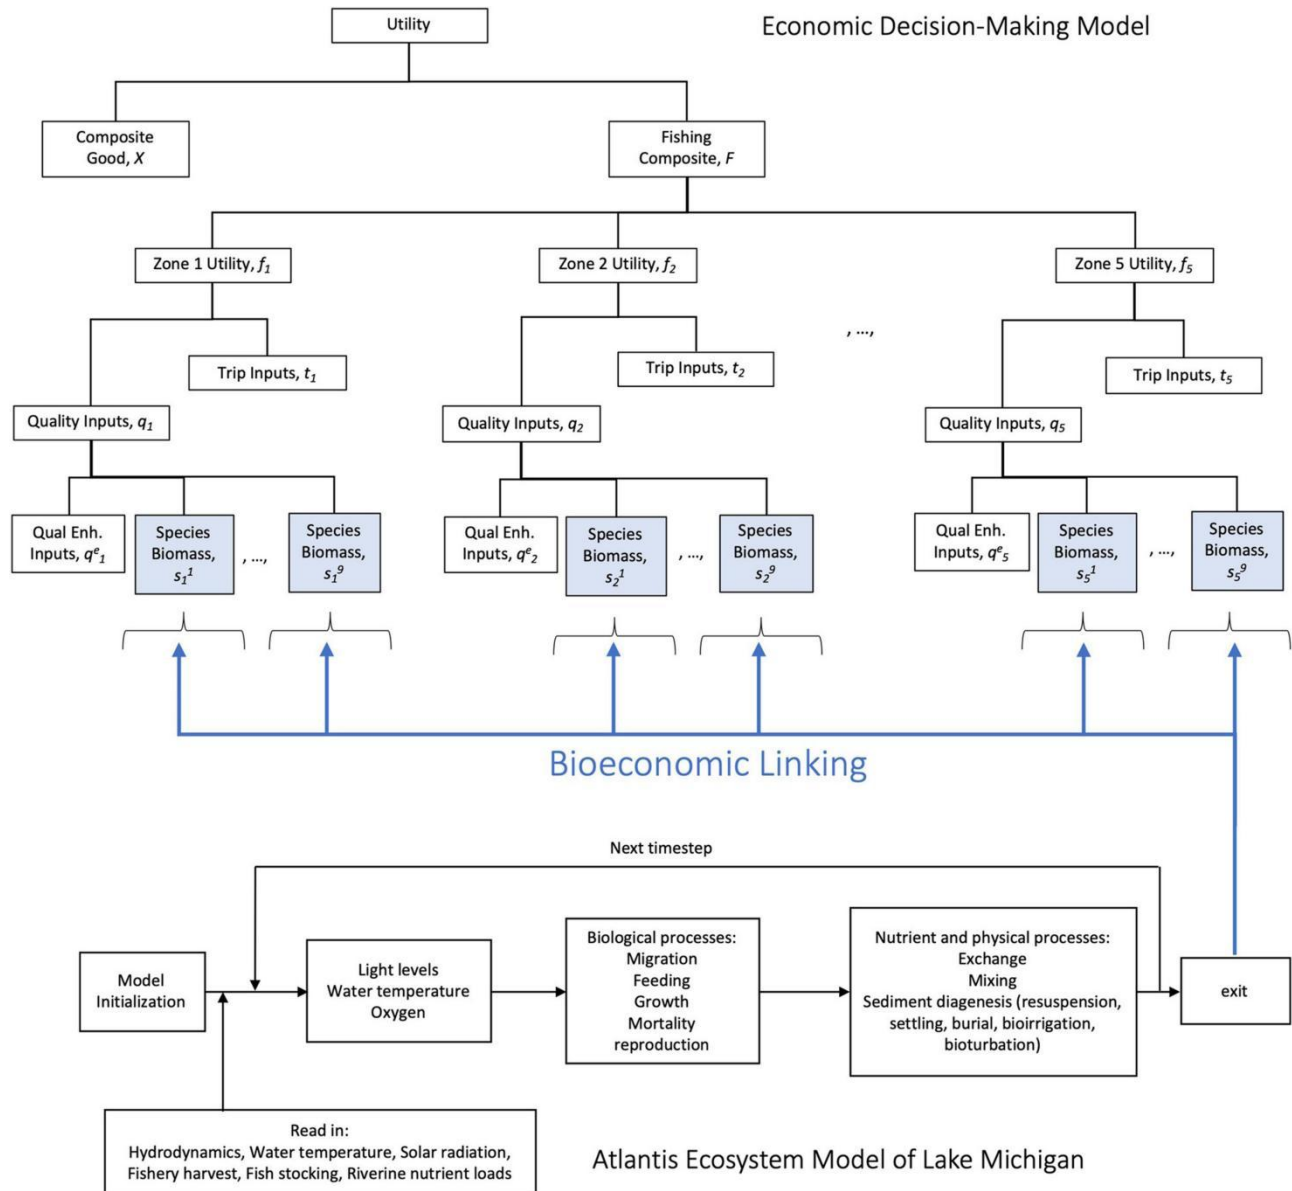 Utility
Economic Decision-Making Model
Composite
Good, X
Fishing
Composite, F
Zone 1 Utility, f₁
Zone 2 Utility, f₂
Zone 5 Utility, f₅
, ...,
Trip Inputs, t₁
Trip Inputs, t₂
Trip Inputs, t₅
Quality Inputs, q₁
Quality Inputs, q₂
Quality Inputs, q₅
Qual Enh.
Inputs, qᵉ₁
Species
Biomass,
s₁¹
, ...,
Species
Biomass,
s₁⁹
Qual Enh.
Inputs, qᵉ₂
Species
Biomass,
s₂¹
, ...,
Species
Biomass,
s₂⁹
Qual Enh.
Inputs, qᵉ₅
Species
Biomass,
s₅¹
, ...,
Species
Biomass,
s₅⁹
Bioeconomic Linking
Next timestep
Model
Initialization
Light levels
Water temperature
Oxygen
Biological processes:
Migration
Feeding
Growth
Mortality
reproduction
Nutrient and physical processes:
Exchange
Mixing
Sediment diagenesis (resuspension,
settling, burial, bioirrigation,
bioturbation)
exit
Read in:
Hydrodynamics, Water temperature, Solar radiation,
Fishery harvest, Fish stocking, Riverine nutrient loads
Atlantis Ecosystem Model of Lake Michigan